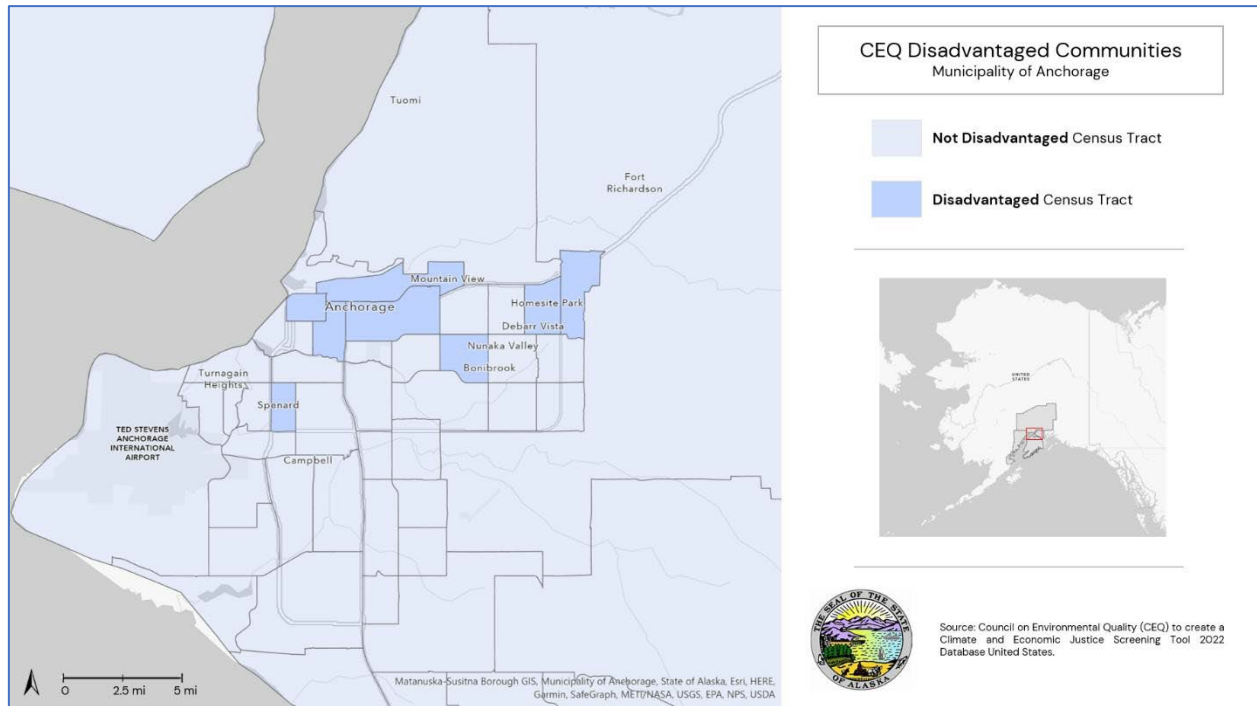 Tuomi
Fort
Richardson
Mountain View
Anchorage
Homesite Park
Debarr Vista
Nunaka Valley
Bonibrook
Turnagain
Heights
Spenard
TED STEVENS
ANCHORAGE
INTERNATIONAL
AIRPORT
Campbell
0 2.5 mi 5 mi
Matanuska-Susitna Borough GIS, Municipality of Anchorage, State of Alaska, Esri, HERE,
Garmin, SafeGraph, METI/NASA, USGS, EPA, NPS, USDA
CEQ Disadvantaged Communities
Municipality of Anchorage
Not Disadvantaged Census Tract
Disadvantaged Census Tract
UNITED
STATES
THE SEAL OF THE STATE
OF ALASKA
Source: Council on Environmental Quality (CEQ) to create a
Climate and Economic Justice Screening Tool 2022
Database United States.